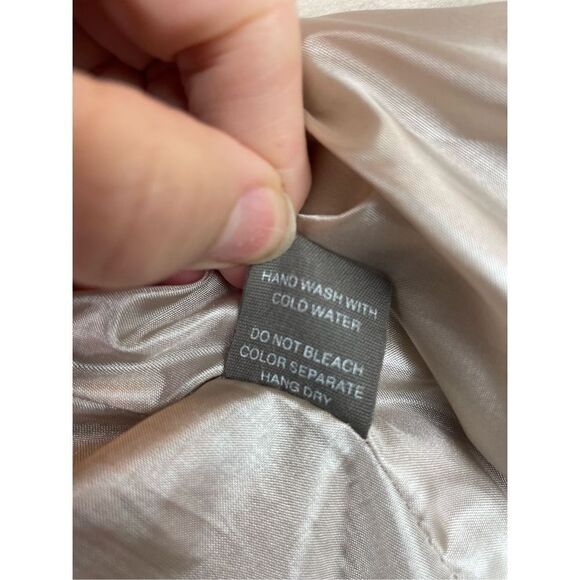 HAND WASH WITH
COLD WATER
DO NOT BLEACH
COLOR SEPARATE
HANG DRY